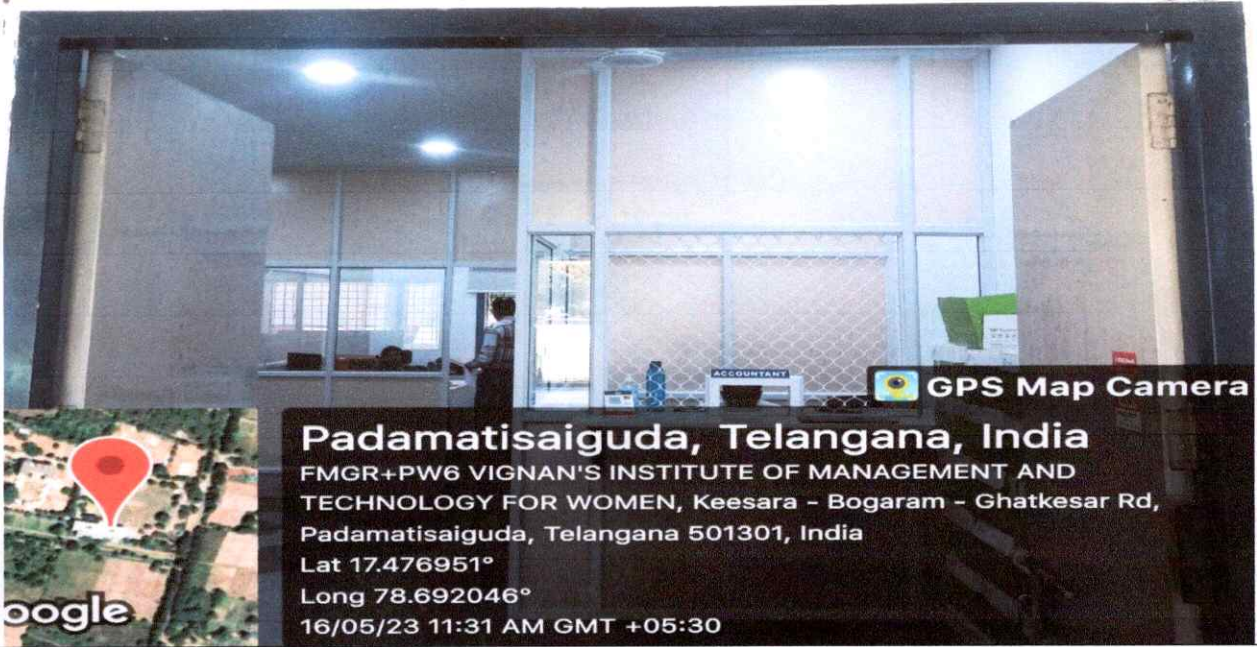 ACCOUNTANT
GPS Map Camera
Padamatisaiguda, Telangana, India
FMGR+PW6 VIGNAN'S INSTITUTE OF MANAGEMENT AND
TECHNOLOGY FOR WOMEN, Keesara - Bogaram - Ghatkesar Rd,
Padamatisaiguda, Telangana 501301, India
Lat 17.476951°
Long 78.692046°
16/05/23 11:31 AM GMT +05:30
oogle